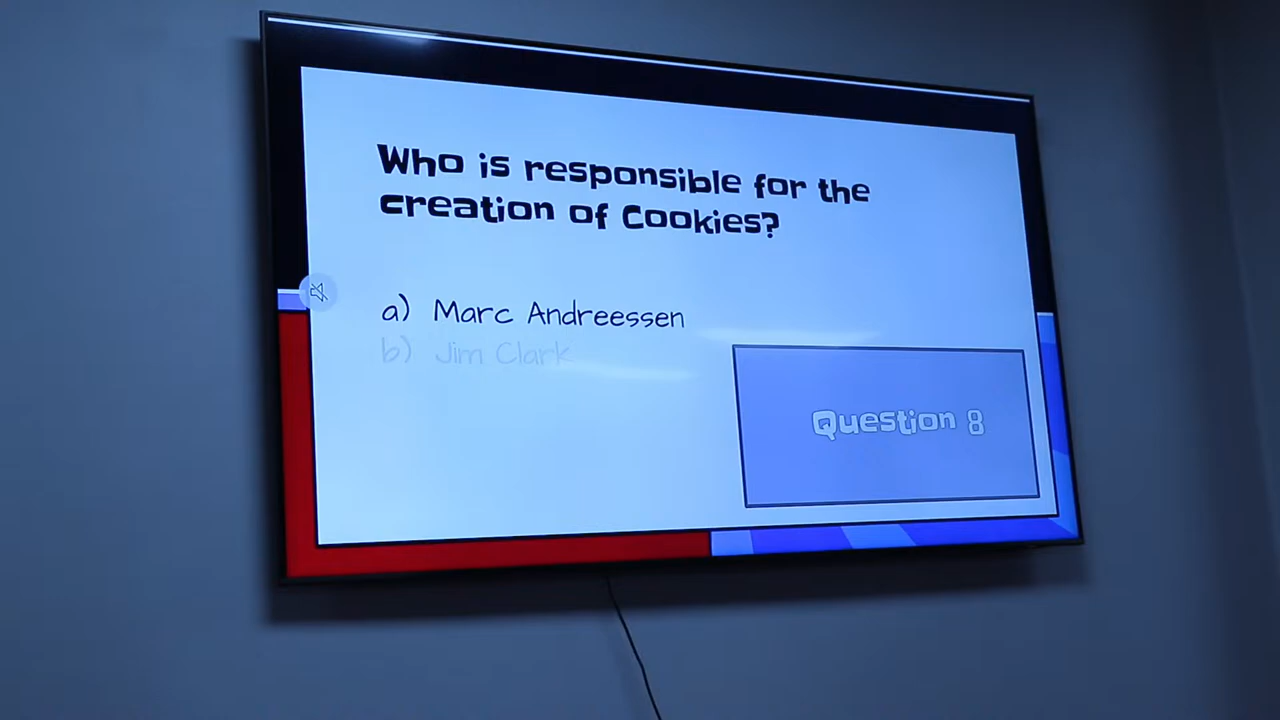 Who is responsible for the
creation of Cookies?
a) Marc Andreessen
b) Jim Clark
Question 8